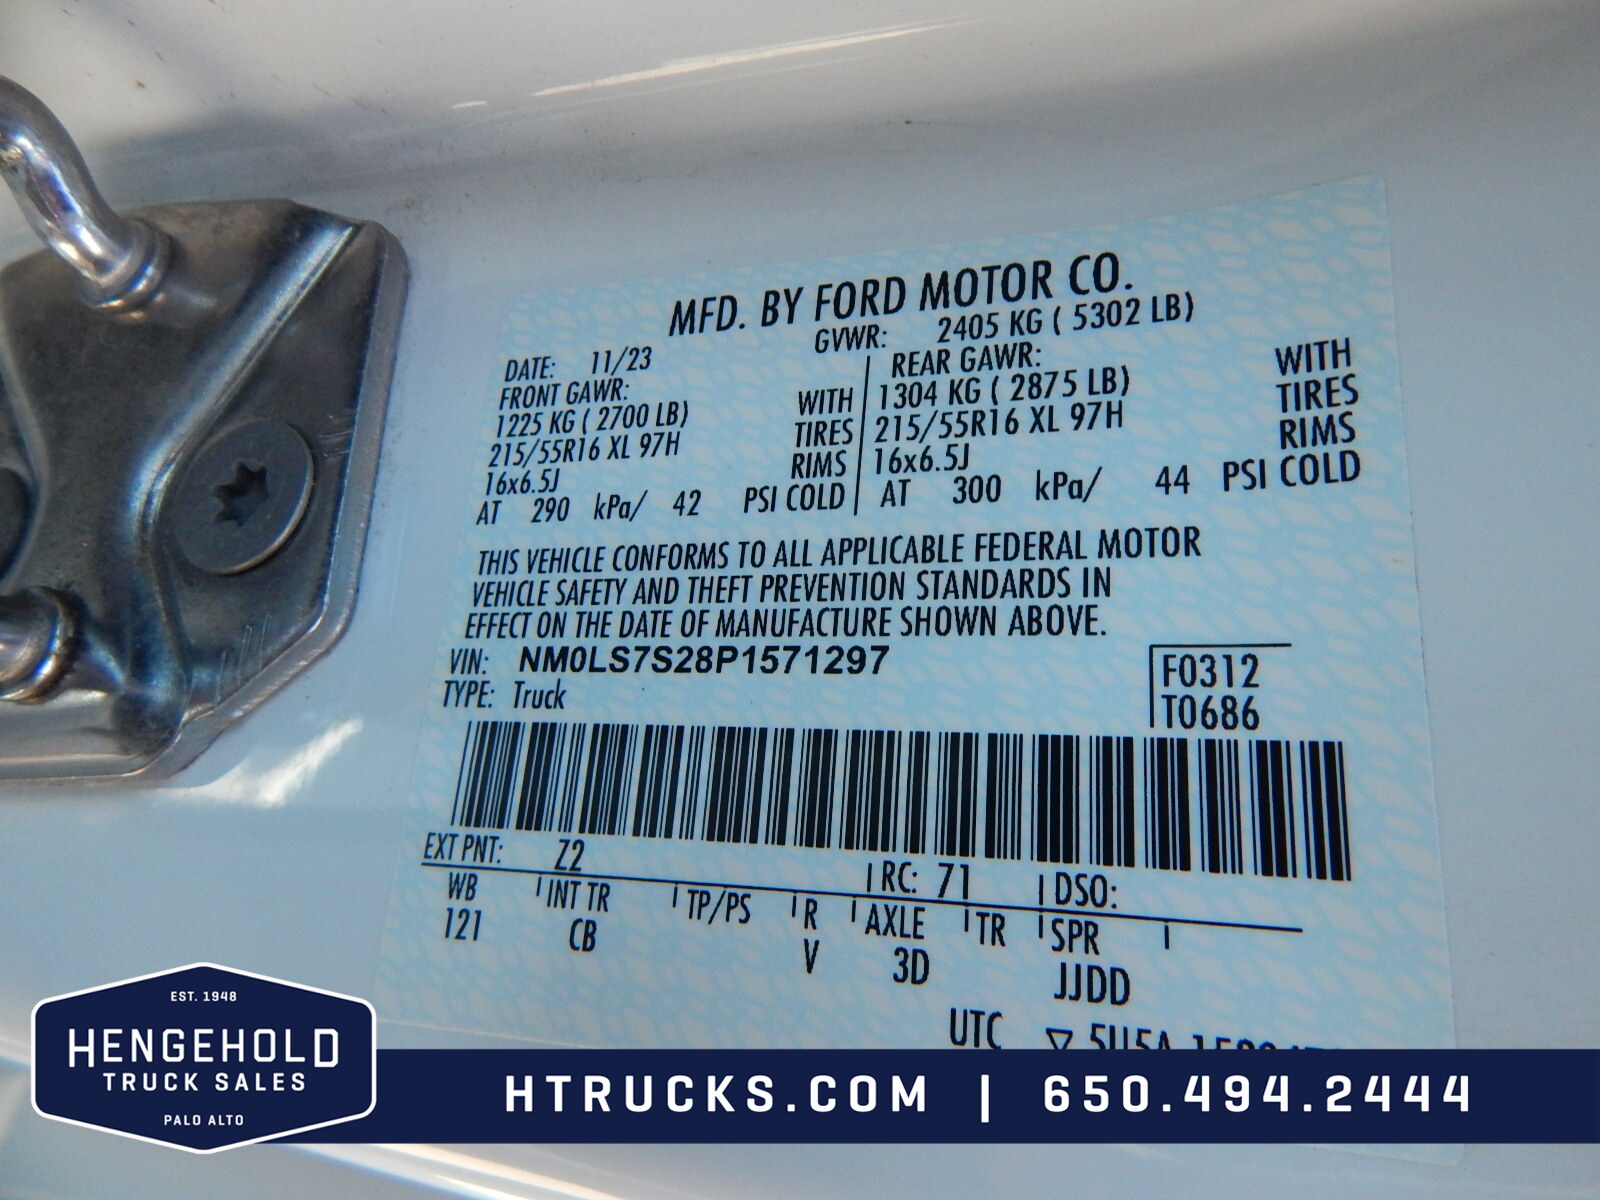 MFD. BY FORD MOTOR CO.
DATE: 11/23 GVWR: 2405 KG ( 5302 LB)
FRONT GAWR: REAR GAWR:
1225 KG ( 2700 LB) WITH 1304 KG ( 2875 LB) WITH
215/55R16 XL 97H TIRES 215/55R16 XL 97H TIRES
16x6.5J RIMS 16x6.5J RIMS
AT 290 kPa/ 42 PSI COLD AT 300 kPa/ 44 PSI COLD
THIS VEHICLE CONFORMS TO ALL APPLICABLE FEDERAL MOTOR
VEHICLE SAFETY AND THEFT PREVENTION STANDARDS IN
EFFECT ON THE DATE OF MANUFACTURE SHOWN ABOVE.
VIN: NM0LS7S28P1571297 F0312
TYPE: Truck T0686
EXT PNT: Z2 RC: 71 DSO:
WB INT TR TP/PS R AXLE TR SPR
121 CB V 3D JJDD
UTC
EST. 1948
HENGEHOLD
TRUCK SALES
PALO ALTO
HTRUCKS.COM | 650.494.2444